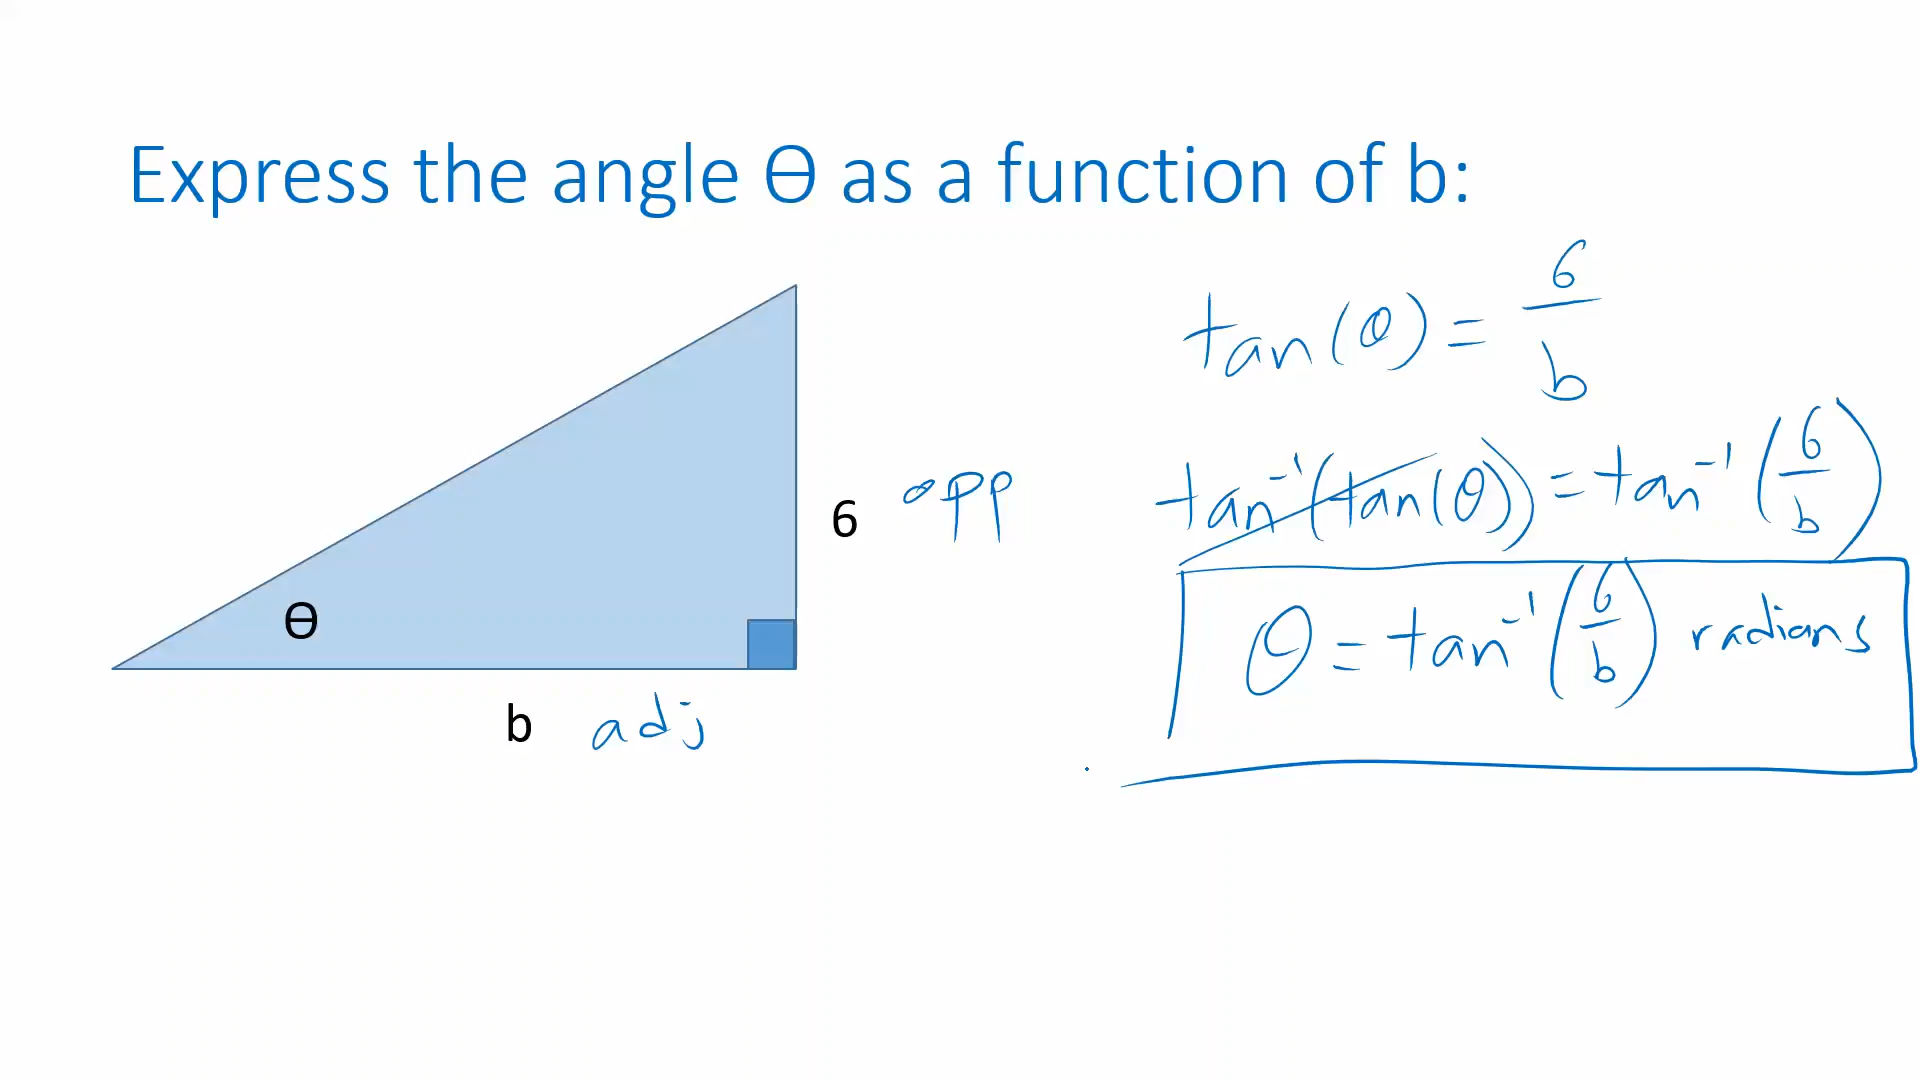 Express the angle Ө as a function of b:
tan(θ) = 6/b
tan⁻¹(tan(θ)) = tan⁻¹(6/b)
θ = tan⁻¹(6/b) radians
6 opp
Ө
b adj